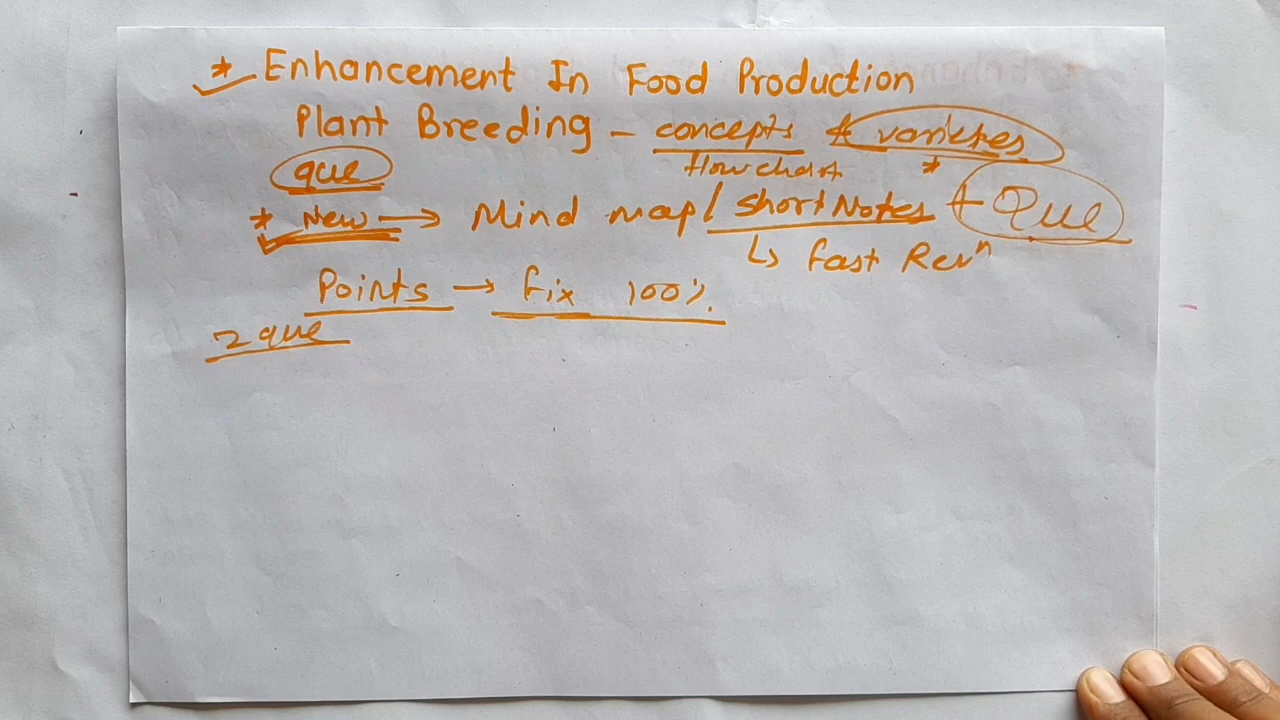 * Enhancement In Food Production
Plant Breeding - concepts * varieties
que flowchart *
* New → Mind map / short Notes + Que
↳ fast Revⁿ
Points → fix 100%.
2 que